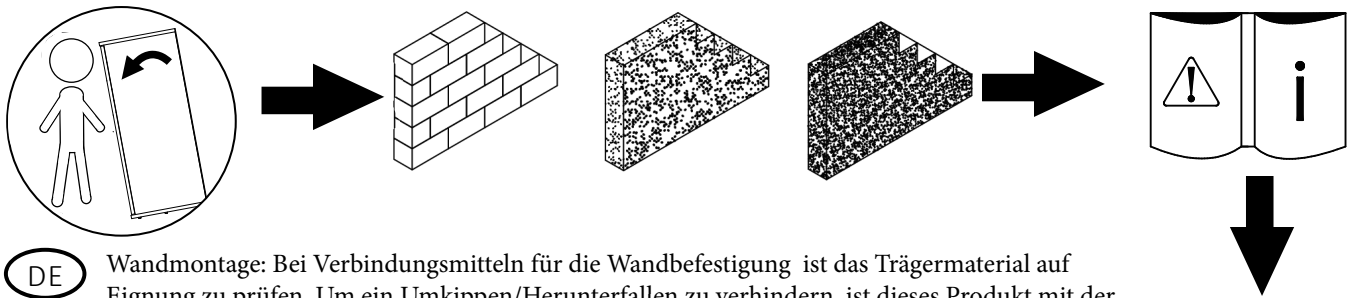 DE
Wandmontage: Bei Verbindungsmitteln für die Wandbefestigung ist das Trägermaterial auf
Eignung zu prüfen. Um ein Umkippen/Herunterfallen zu verhindern, ist dieses Produkt mit der